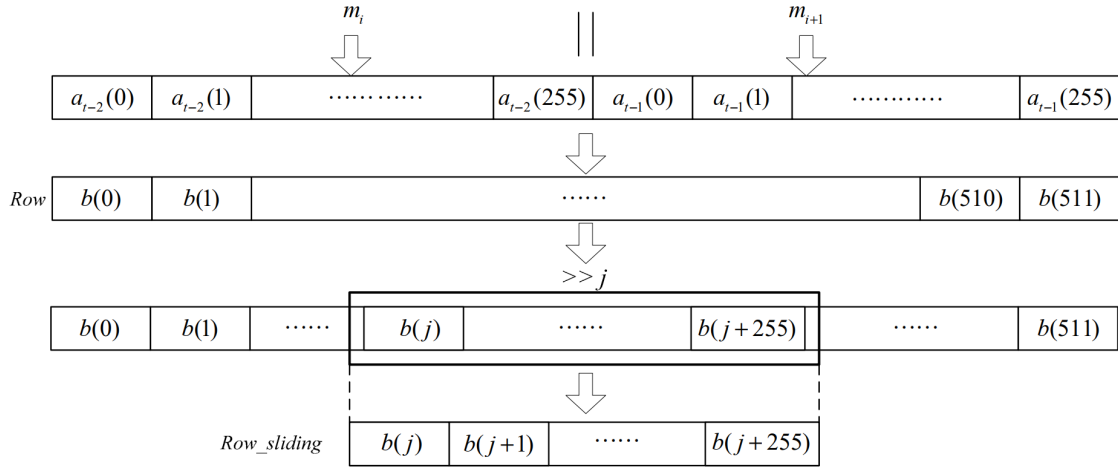 m_i || m_{i+1}
a_{t-2}(0) a_{t-2}(1) ............ a_{t-2}(255) a_{t-1}(0) a_{t-1}(1) ............ a_{t-1}(255)
Row b(0) b(1) ...... b(510) b(511)
>> j
b(0) b(1) ...... b(j) ...... b(j+255) ...... b(511)
Row_sliding b(j) b(j+1) ...... b(j+255)